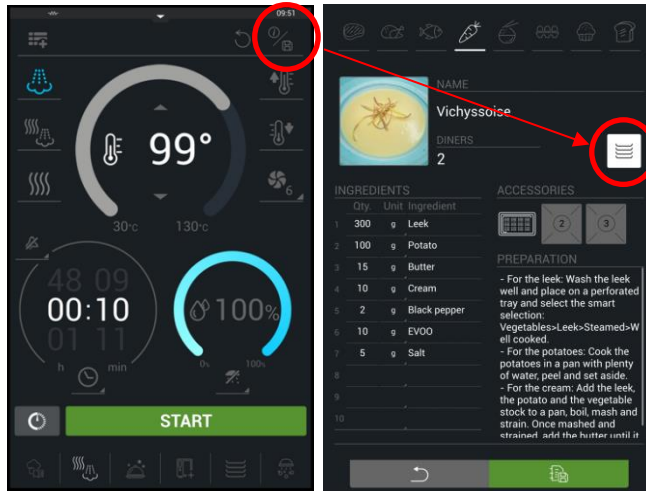 09:51
99°
30°c 130°c
6
48 09
00:10
01 11
h min
100%
0% 100%
START
NAME
Vichyssoise
DINERS
2
INGREDIENTS
Qty. Unit Ingredient
1 300 g Leek
2 100 g Potato
3 15 g Butter
4 10 g Cream
5 2 g Black pepper
6 10 g EVOO
7 5 g Salt
8
9
10
ACCESSORIES
2 3
PREPARATION
- For the leek: Wash the leek
well and place on a perforated
tray and select the smart
selection:
Vegetables>Leek>Steamed>W
ell cooked.
- For the potatoes: Cook the
potatoes in a pan with plenty
of water, peel and set aside.
- For the cream: Add the leek,
the potato and the vegetable
stock to a pan, boil, mash and
strain. Once mashed and
strained, add the butter until it